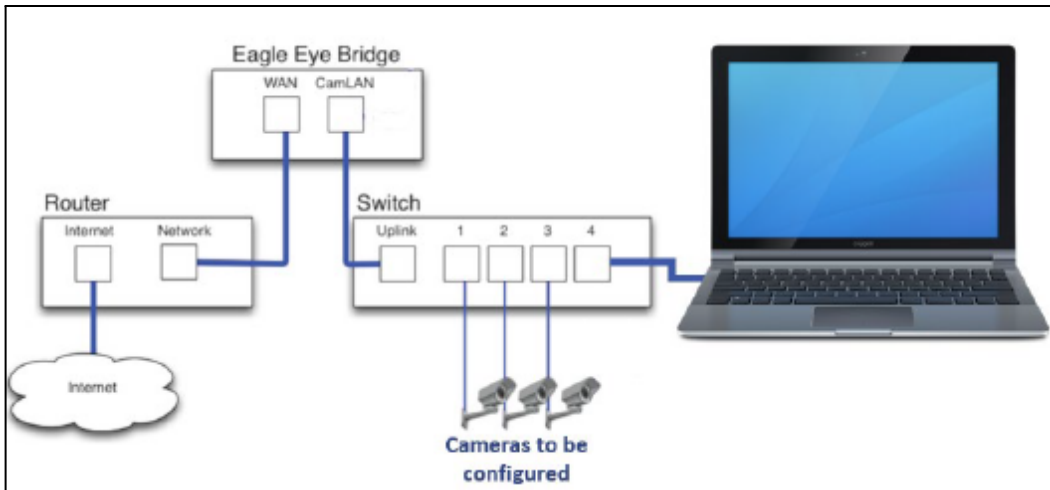 Eagle Eye Bridge
WAN CamLAN
Router
Internet Network
Switch
Uplink 1 2 3 4
Internet
Cameras to be
configured